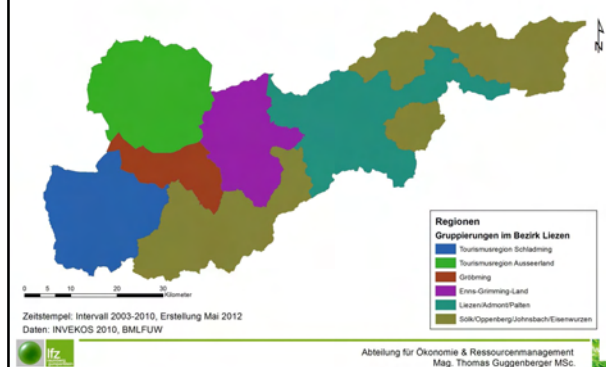 N
Regionen
Gruppierungen im Bezirk Liezen
Tourismusregion Schladming
Tourismusregion Ausseerland
Gröbming
Enns-Grimming-Land
Liezen/Admont/Palten
Sölk/Oppenberg/Johnsbach/Eisenwurzen
0 5 10 20 30
Kilometer
Zeitstempel: Intervall 2003-2010, Erstellung Mai 2012
Daten: INVEKOS 2010, BMLFUW
lfz
Abteilung für Ökonomie & Ressourcenmanagement
Mag. Thomas Guggenberger MSc.